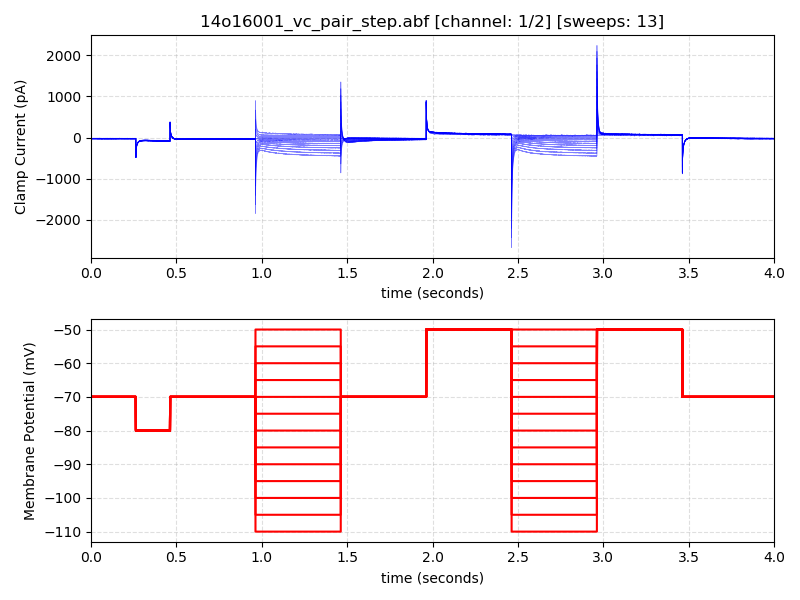 14o16001_vc_pair_step.abf [channel: 1/2] [sweeps: 13]
Clamp Current (pA)
2000
1000
0
−1000
−2000
0.0 0.5 1.0 1.5 2.0 2.5 3.0 3.5 4.0
time (seconds)
Membrane Potential (mV)
−50
−60
−70
−80
−90
−100
−110
0.0 0.5 1.0 1.5 2.0 2.5 3.0 3.5 4.0
time (seconds)